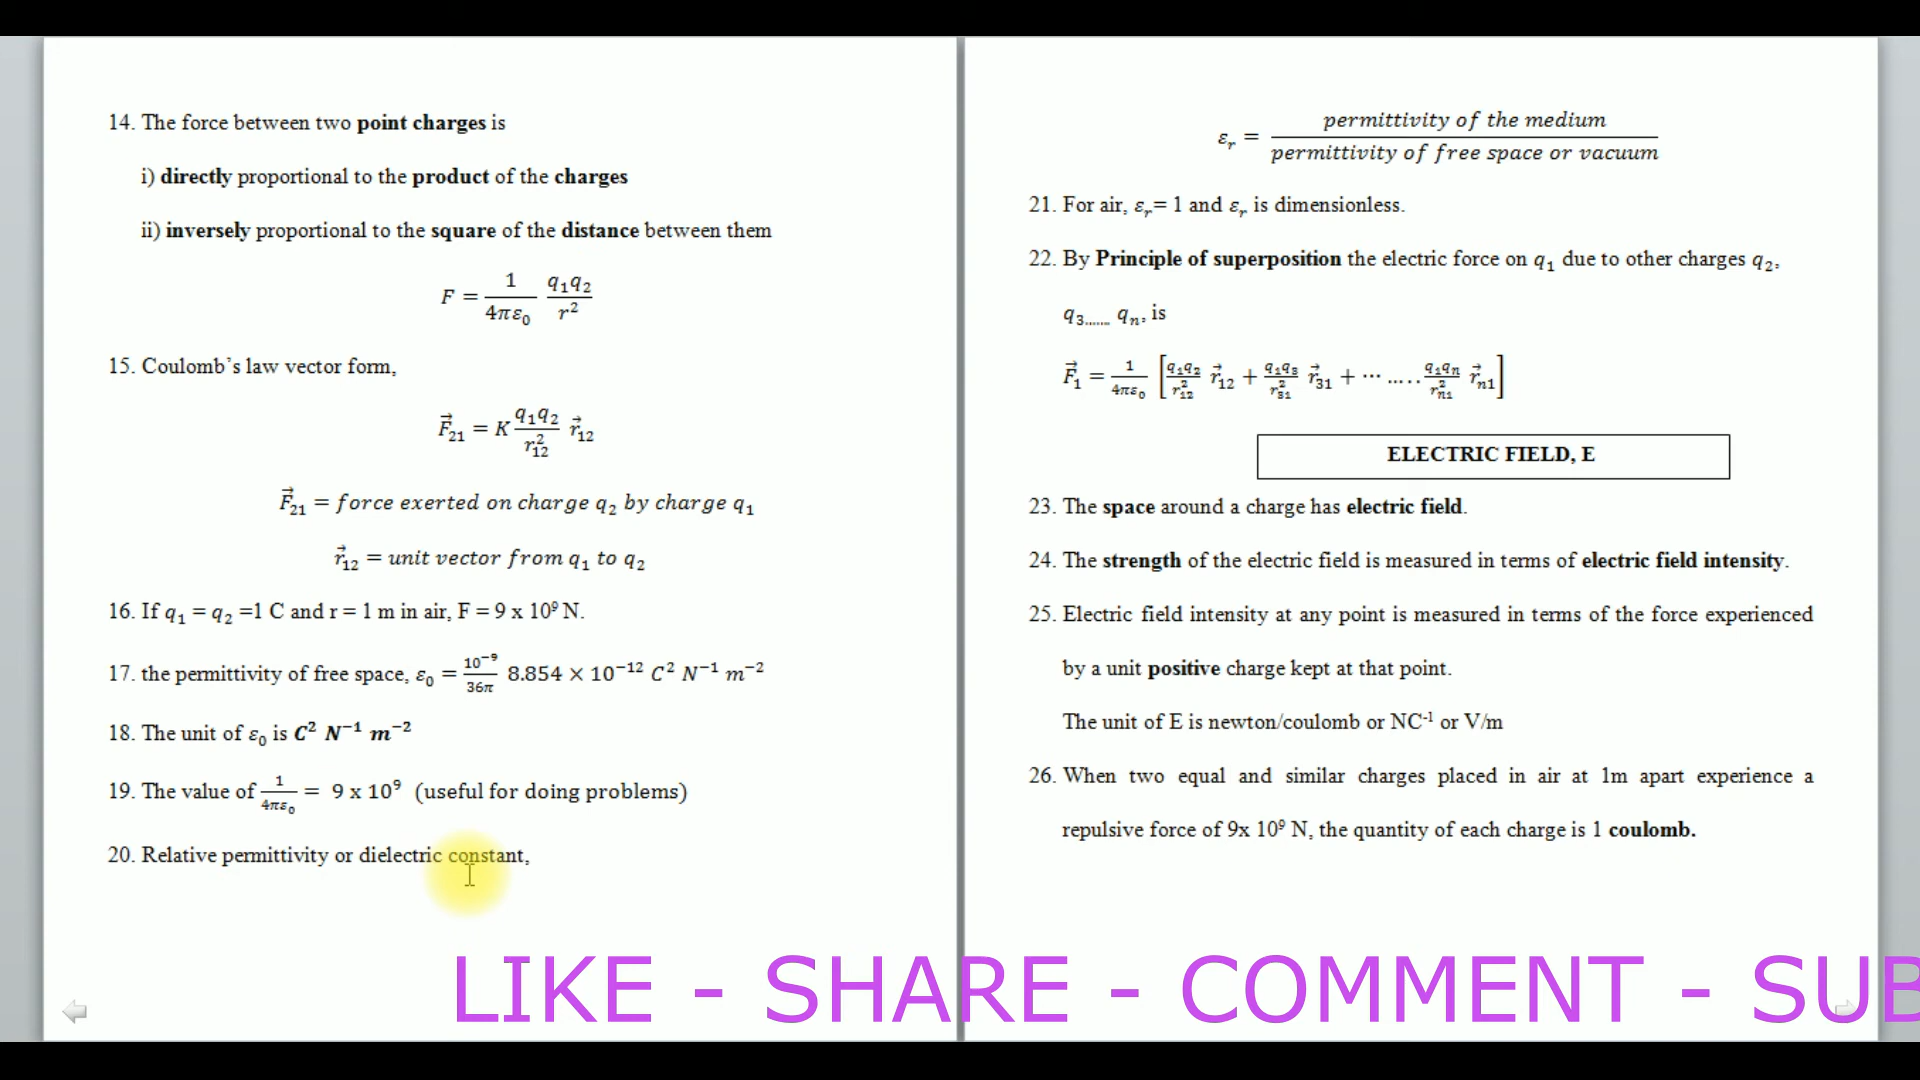 14. The force between two point charges is
i) directly proportional to the product of the charges
ii) inversely proportional to the square of the distance between them
F = 1/4πε₀ q₁q₂/r²
15. Coulomb's law vector form,
F⃗₂₁ = K q₁q₂/r₁₂² r⃗₁₂
F⃗₂₁ = force exerted on charge q₂ by charge q₁
r⃗₁₂ = unit vector from q₁ to q₂
16. If q₁ = q₂ =1 C and r = 1 m in air, F = 9 x 10⁹ N.
17. the permittivity of free space, ε₀ = 10⁻⁹/36π 8.854 × 10⁻¹² C² N⁻¹ m⁻²
18. The unit of ε₀ is C² N⁻¹ m⁻²
19. The value of 1/4πε₀ = 9 x 10⁹ (useful for doing problems)
20. Relative permittivity or dielectric constant,
εᵣ = permittivity of the medium/permittivity of free space or vacuum
21. For air, εᵣ= 1 and εᵣ is dimensionless.
22. By Principle of superposition the electric force on q₁ due to other charges q₂,
q₃....... qₙ, is
F⃗₁ = 1/4πε₀ [q₁q₂/r₁₂² r⃗₁₂ + q₁q₃/r₃₁² r⃗₃₁ + ··· ..... q₁qₙ/rₙ₁² r⃗ₙ₁]
ELECTRIC FIELD, E
23. The space around a charge has electric field.
24. The strength of the electric field is measured in terms of electric field intensity.
25. Electric field intensity at any point is measured in terms of the force experienced
by a unit positive charge kept at that point.
The unit of E is newton/coulomb or NC⁻¹ or V/m
26. When two equal and similar charges placed in air at 1m apart experience a
repulsive force of 9x 10⁹ N, the quantity of each charge is 1 coulomb.
LIKE - SHARE - COMMENT - SUB